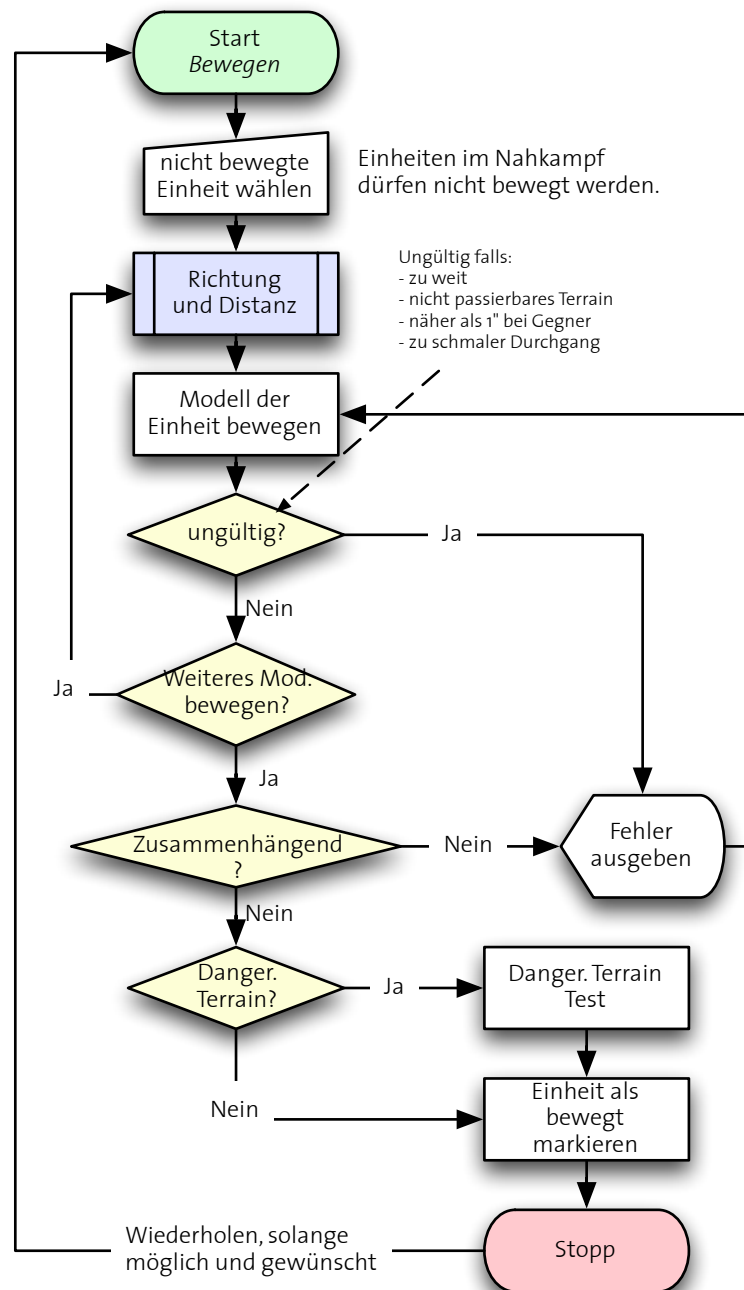 Start
Bewegen
nicht bewegte
Einheit wählen
Einheiten im Nahkampf
dürfen nicht bewegt werden.
Richtung
und Distanz
Ungültig falls:
- zu weit
- nicht passierbares Terrain
- näher als 1" bei Gegner
- zu schmaler Durchgang
Modell der
Einheit bewegen
ungültig?
Ja
Nein
Weiteres Mod.
bewegen?
Ja
Ja
Zusammenhängend
?
Nein
Fehler
ausgeben
Nein
Danger. Terrain?
Ja
Danger. Terrain
Test
Nein
Einheit als
bewegt
markieren
Wiederholen, solange
möglich und gewünscht
Stopp